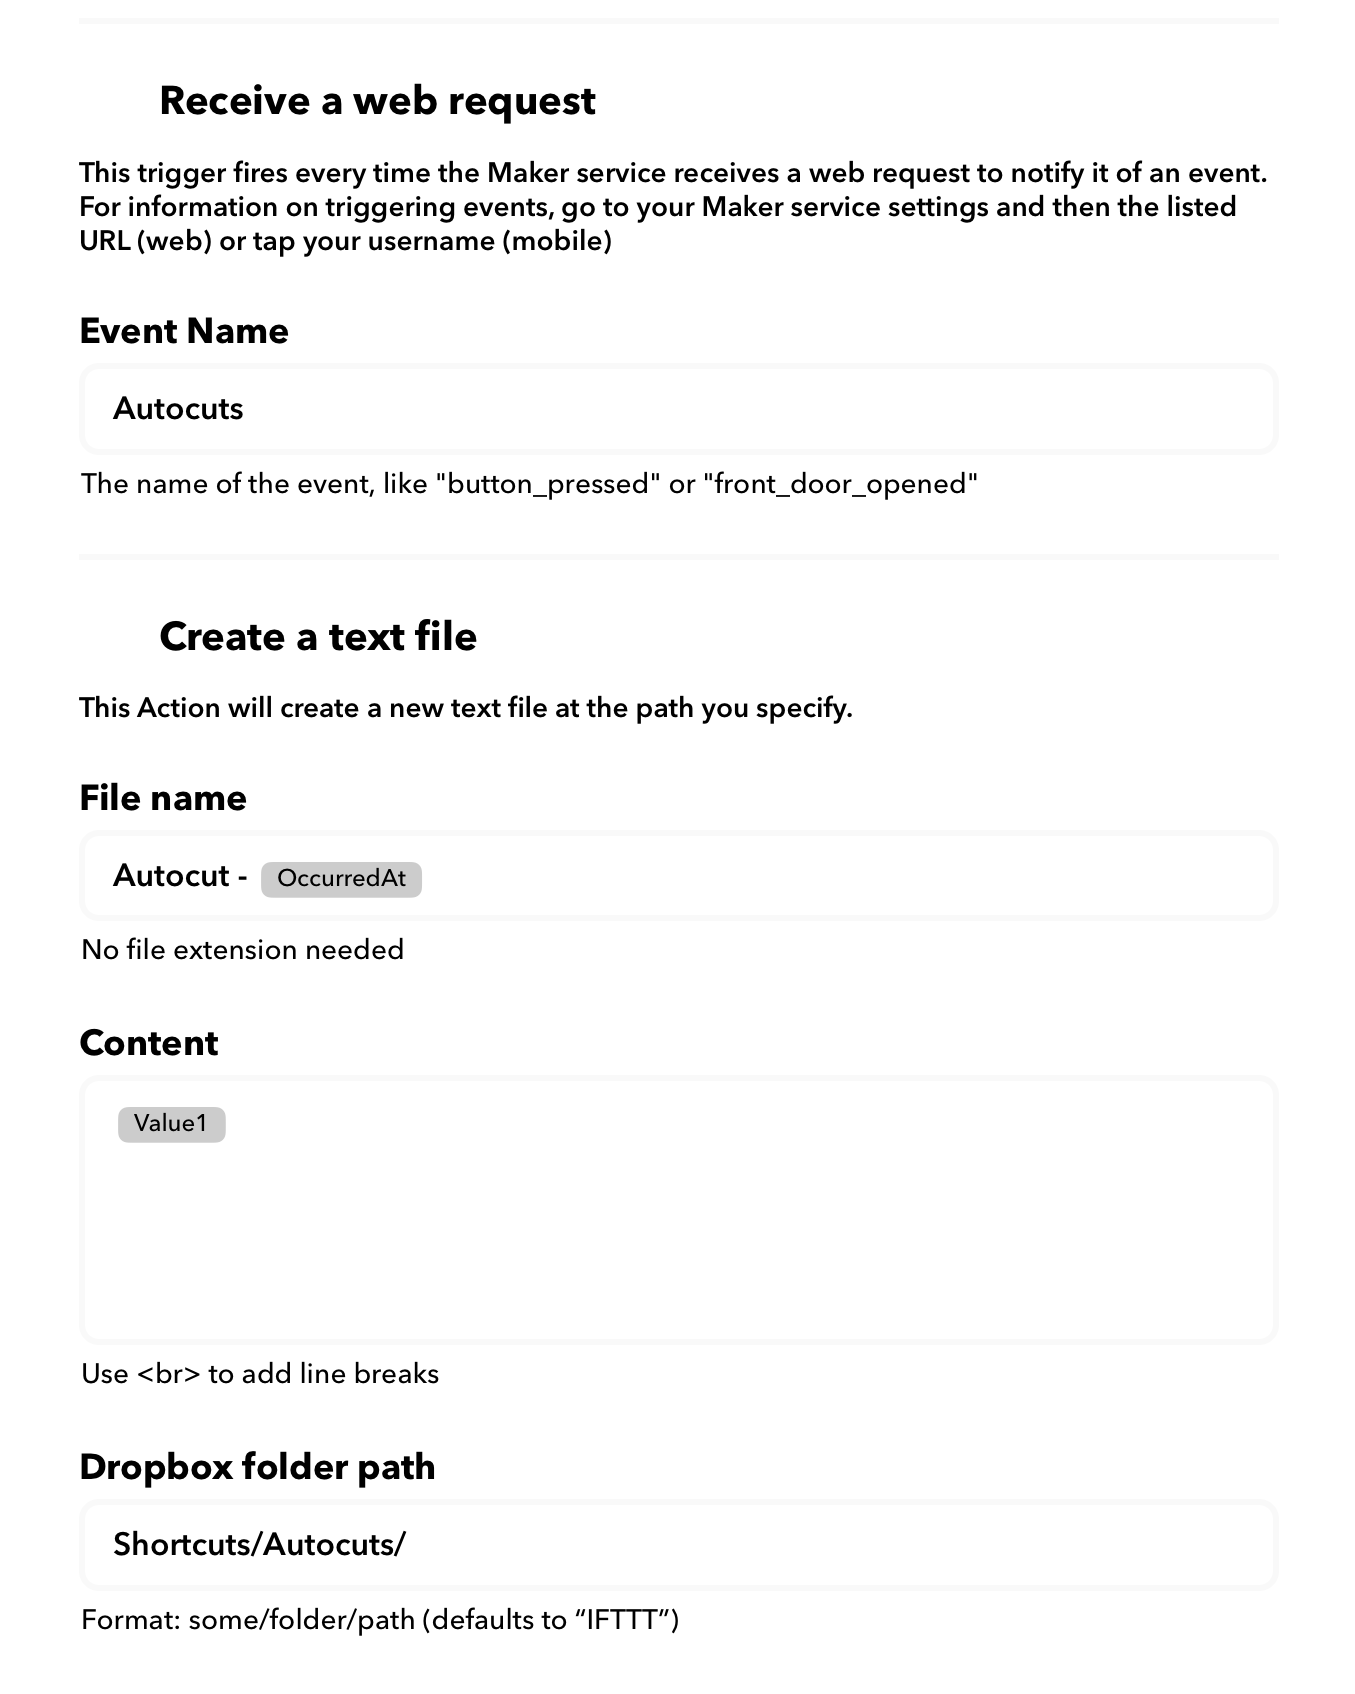 Receive a web request
This trigger fires every time the Maker service receives a web request to notify it of an event.
For information on triggering events, go to your Maker service settings and then the listed
URL (web) or tap your username (mobile)
Event Name
Autocuts
The name of the event, like "button_pressed" or "front_door_opened"
Create a text file
This Action will create a new text file at the path you specify.
File name
Autocut - OccurredAt
No file extension needed
Content
Value1
Use <br> to add line breaks
Dropbox folder path
Shortcuts/Autocuts/
Format: some/folder/path (defaults to “IFTTT”)